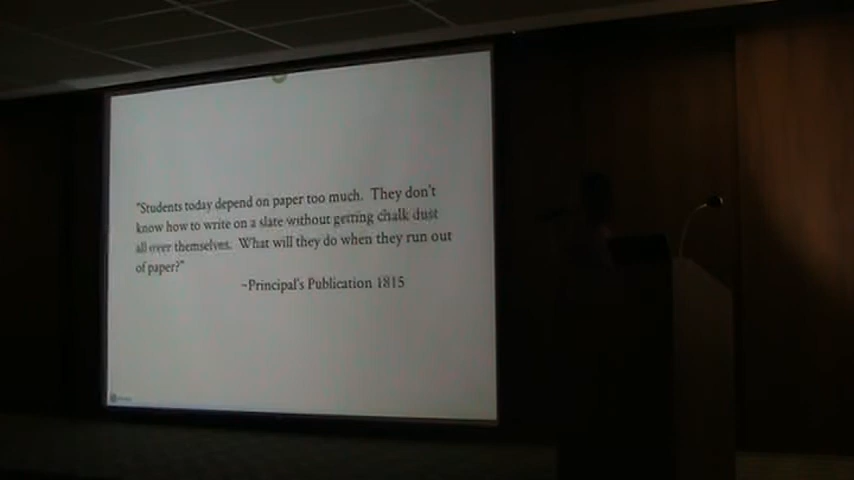 "Students today depend on paper too much. They don't
know how to write on a slate without getting chalk dust
all over themselves. What will they do when they run out
of paper?"
~Principal's Publication 1815